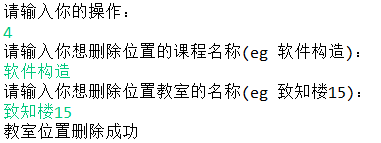 请输入你的操作：
4
请输入你想删除位置的课程名称(eg 软件构造)：
软件构造
请输入你想删除位置教室的名称(eg 致知楼15)：
致知楼15
教室位置删除成功